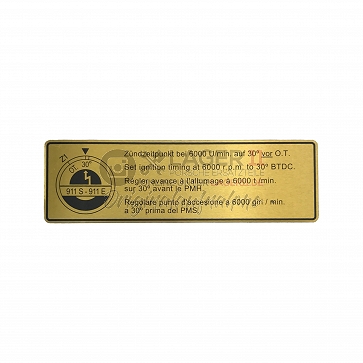 Z1
30°
911 S - 911 E
Zündzeitpunkt bei 6000 U/min. auf 30° vor O.T.
Set ignition timing at 6000 r.p.m. to 30° BTDC.
Régler avance à l'allumage à 6000 t / min.
sur 30° avant le PMH.
Regolare punto d'accesione a 6000 giri / min.
a 30° prima del PMS.